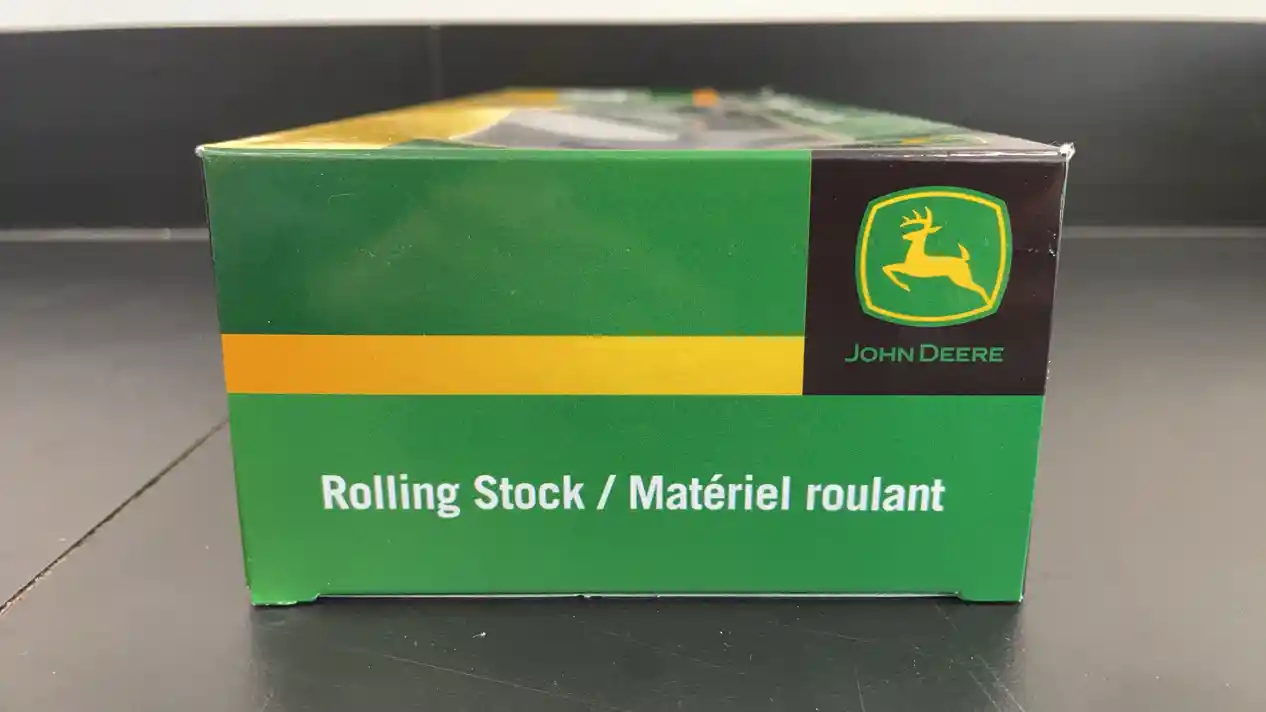 JOHN DEERE
Rolling Stock / Matériel roulant